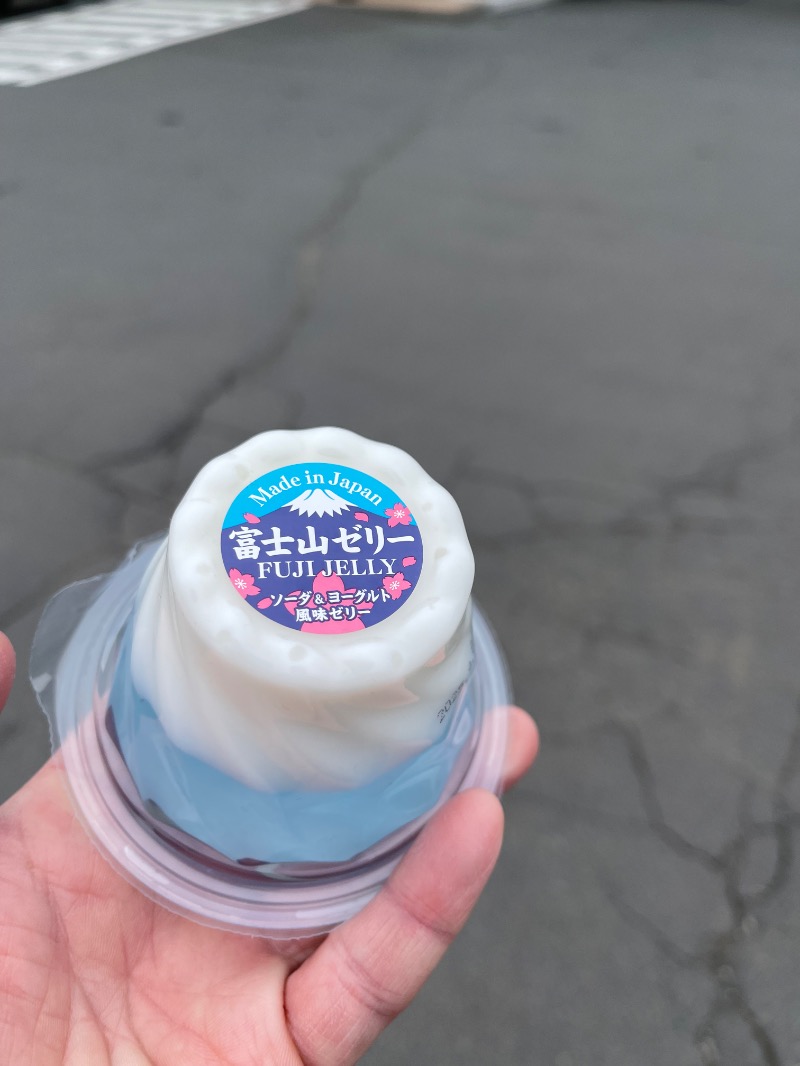 Made in Japan
富士山ゼリー
FUJI JELLY
ソーダ&ヨーグルト
風味ゼリー